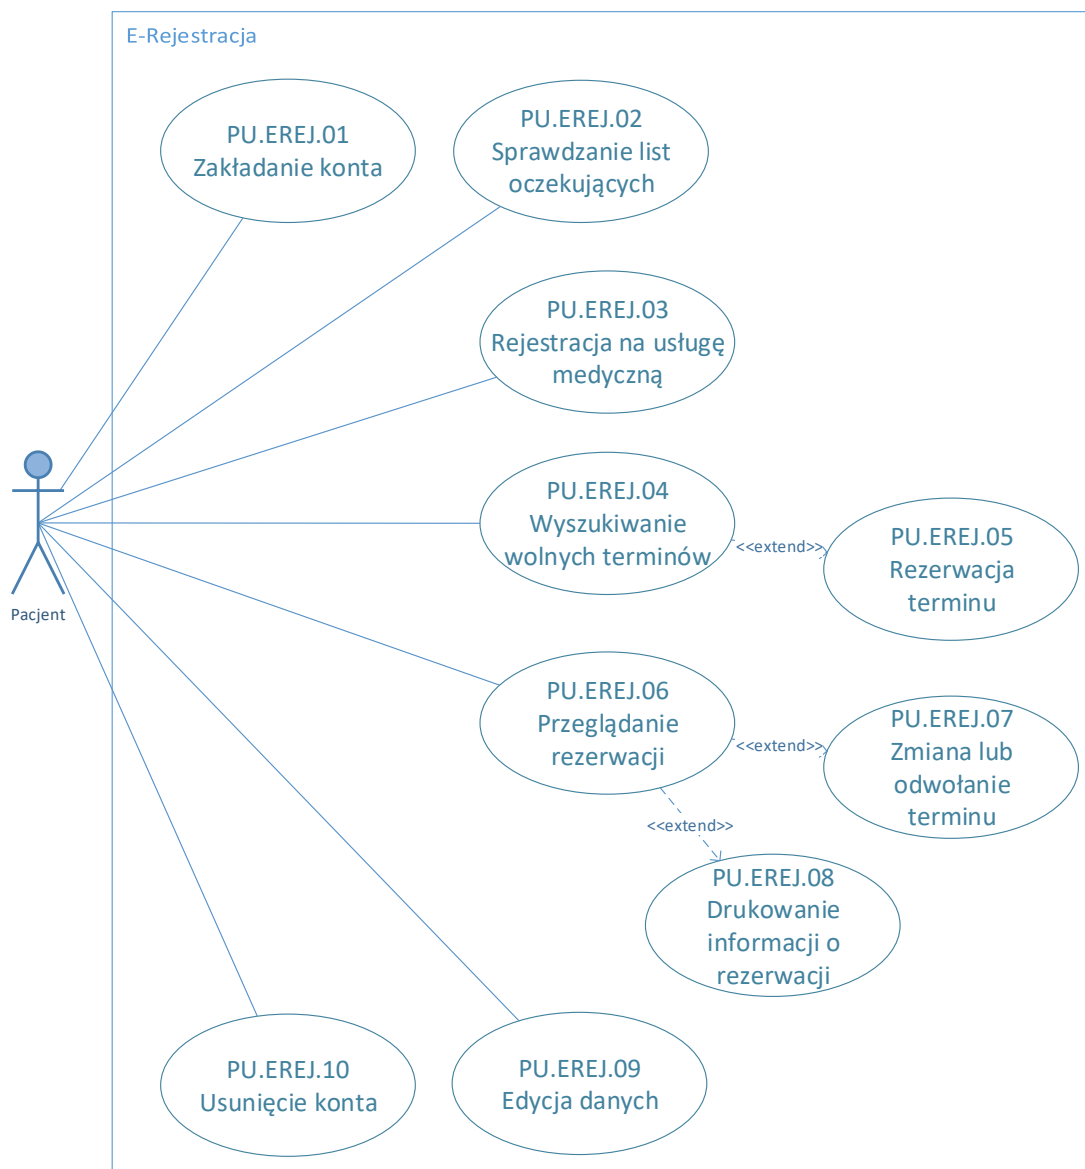 E-Rejestracja
PU.EREJ.01
Zakładanie konta
PU.EREJ.02
Sprawdzanie list
oczekujących
PU.EREJ.03
Rejestracja na usługę
medyczną
PU.EREJ.04
Wyszukiwanie
wolnych terminów
<<extend>>
PU.EREJ.05
Rezerwacja
terminu
Pacjent
PU.EREJ.06
Przeglądanie
rezerwacji
<<extend>>
PU.EREJ.07
Zmiana lub
odwołanie
terminu
<<extend>>
PU.EREJ.08
Drukowanie
informacji o
rezerwacji
PU.EREJ.10
Usunięcie konta
PU.EREJ.09
Edycja danych